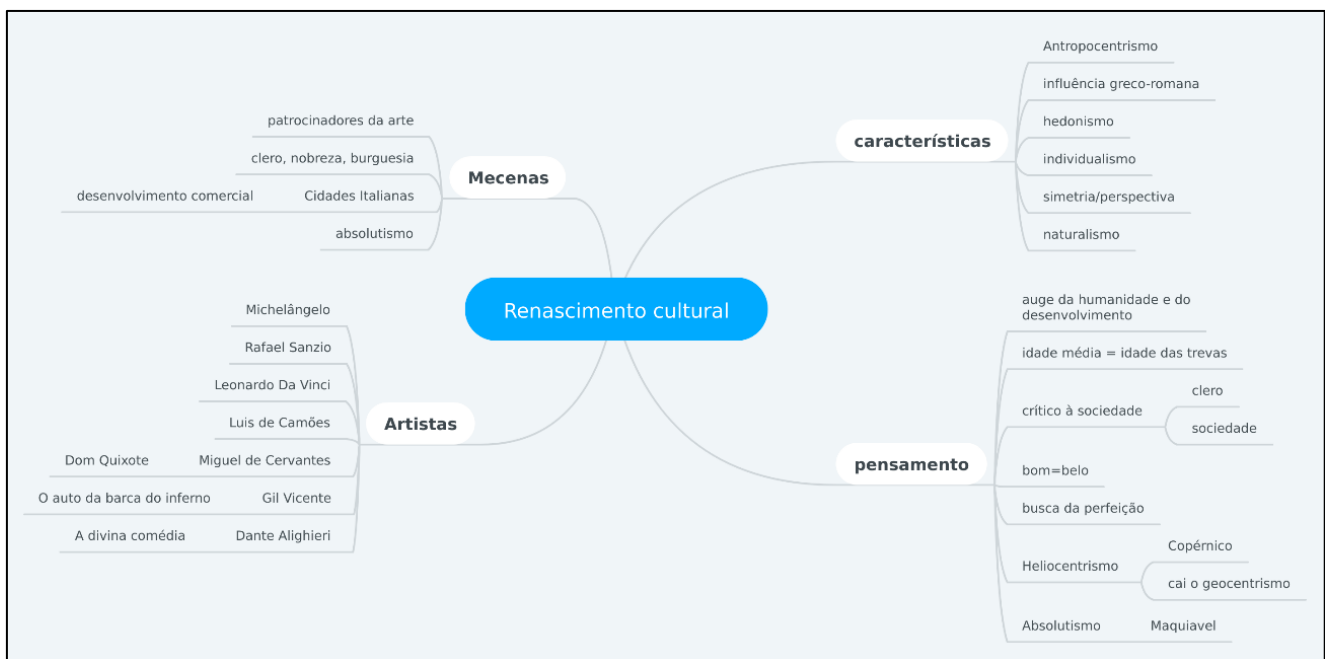 Renascimento cultural
Mecenas
patrocinadores da arte
clero, nobreza, burguesia
Cidades Italianas
desenvolvimento comercial
absolutismo
Artistas
Michelângelo
Rafael Sanzio
Leonardo Da Vinci
Luis de Camões
Miguel de Cervantes
Dom Quixote
Gil Vicente
O auto da barca do inferno
Dante Alighieri
A divina comédia
características
Antropocentrismo
influência greco-romana
hedonismo
individualismo
simetria/perspectiva
naturalismo
pensamento
auge da humanidade e do
desenvolvimento
idade média = idade das trevas
crítico à sociedade
clero
sociedade
bom=belo
busca da perfeição
Heliocentrismo
Copérnico
cai o geocentrismo
Absolutismo
Maquiavel